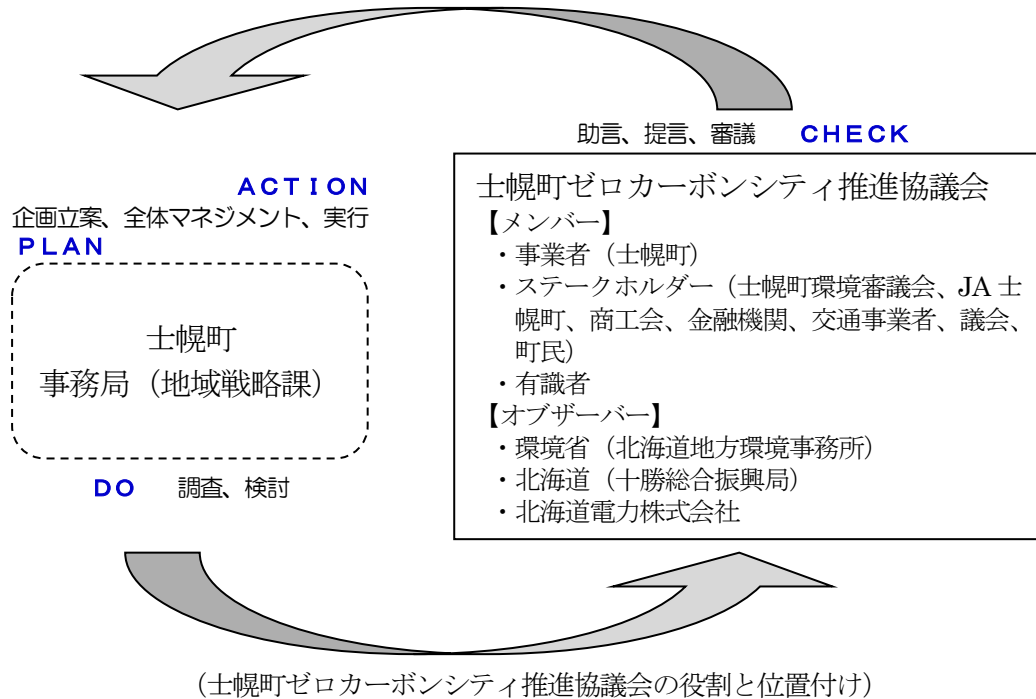 助言、提言、審議 CHECK
ACTION
企画立案、全体マネジメント、実行
PLAN
士幌町
事務局（地域戦略課）
DO 調査、検討
士幌町ゼロカーボンシティ推進協議会
【メンバー】
・事業者（士幌町）
・ステークホルダー（士幌町環境審議会、JA 士
幌町、商工会、金融機関、交通事業者、議会、
町民）
・有識者
【オブザーバー】
・環境省（北海道地方環境事務所）
・北海道（十勝総合振興局）
・北海道電力株式会社
（士幌町ゼロカーボンシティ推進協議会の役割と位置付け）